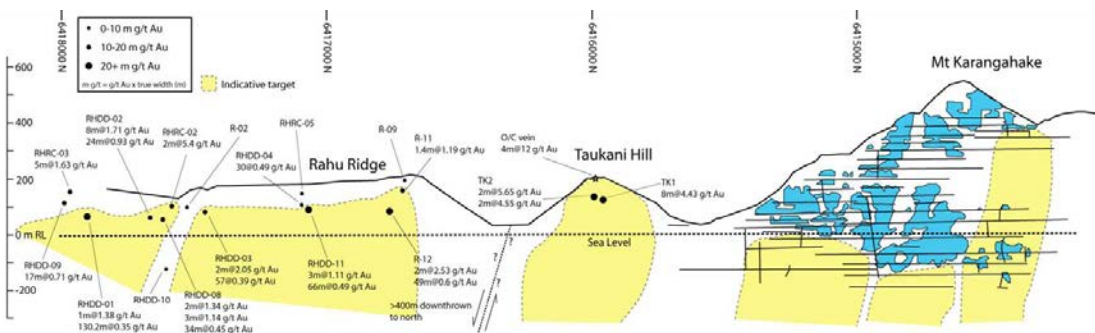 6418000 N
6417000 N
6416000 N
6415000 N
0-10 m g/t Au
10-20 m g/t Au
20+ m g/t Au
m g/t = g/t Au x true width (m)
Indicative target
600
400
200
0 m RL
-200
RHRC-03
5m@1.63 g/t Au
RHDD-02
8m@1.71 g/t Au
24m@0.93 g/t Au
RHRC-02
2m@5.4 g/t Au
R-02
RHDD-04
30@0.49 g/t Au
RHRC-05
Rahu Ridge
R-09
R-11
1.4m@1.19 g/t Au
O/C vein
4m@12 g/t Au
Taukani Hill
TK2
2m@5.65 g/t Au
2m@4.55 g/t Au
TK1
8m@4.43 g/t Au
Mt Karangahake
Sea Level
RHDD-09
17m@0.71 g/t Au
RHDD-01
1m@1.38 g/t Au
130.2m@0.35 g/t Au
RHDD-10
RHDD-08
2m@1.34 g/t Au
3m@1.14 g/t Au
34m@0.45 g/t Au
RHDD-03
2m@2.05 g/t Au
57@0.39 g/t Au
RHDD-11
3m@1.11 g/t Au
66m@0.49 g/t Au
R-12
2m@2.53 g/t Au
49m@0.6 g/t Au
>400m downthrown
to north